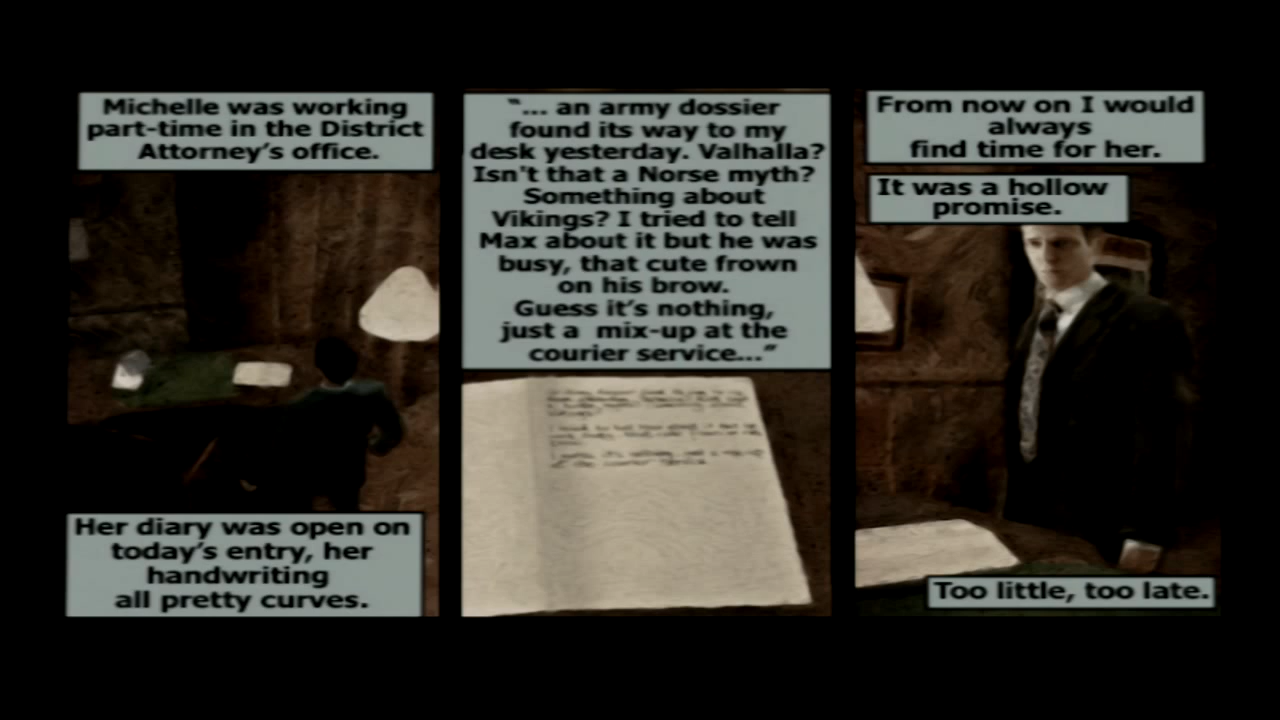 Michelle was working
part-time in the District
Attorney's office.
Her diary was open on
today's entry, her
handwriting
all pretty curves.
"... an army dossier
found its way to my
desk yesterday. Valhalla?
Isn't that a Norse myth?
Something about
Vikings? I tried to tell
Max about it but he was
busy, that cute frown
on his brow.
Guess it's nothing,
just a mix-up at the
courier service..."
From now on I would
always
find time for her.
It was a hollow
promise.
Too little, too late.